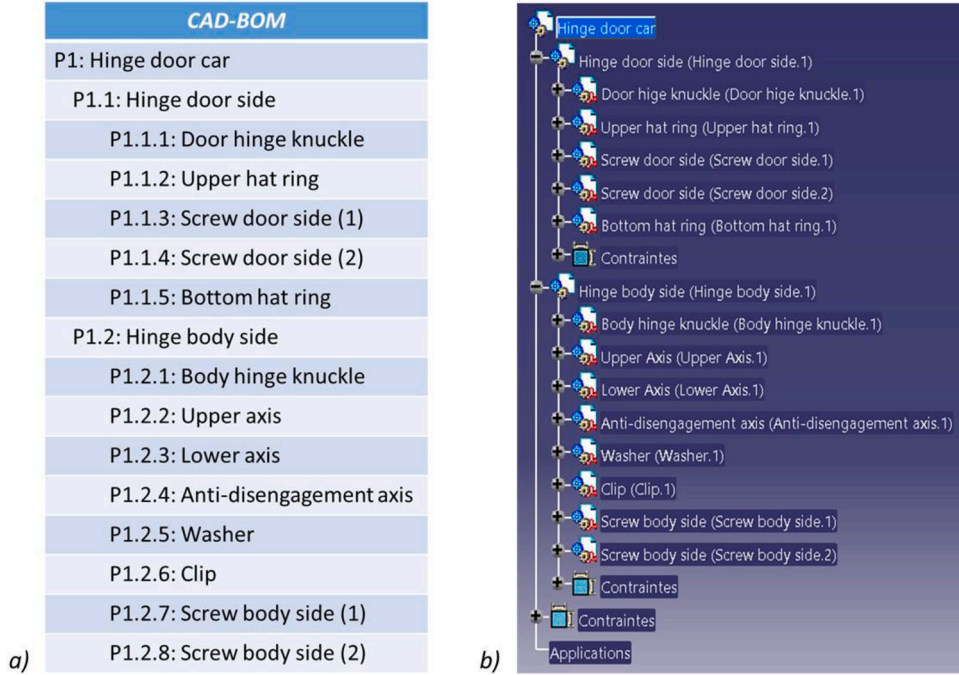 CAD-BOM
P1: Hinge door car
P1.1: Hinge door side
P1.1.1: Door hinge knuckle
P1.1.2: Upper hat ring
P1.1.3: Screw door side (1)
P1.1.4: Screw door side (2)
P1.1.5: Bottom hat ring
P1.2: Hinge body side
P1.2.1: Body hinge knuckle
P1.2.2: Upper axis
P1.2.3: Lower axis
P1.2.4: Anti-disengagement axis
P1.2.5: Washer
P1.2.6: Clip
P1.2.7: Screw body side (1)
P1.2.8: Screw body side (2)
a)
Hinge door car
Hinge door side (Hinge door side.1)
Door hige knuckle (Door hige knuckle.1)
Upper hat ring (Upper hat ring.1)
Screw door side (Screw door side.1)
Screw door side (Screw door side.2)
Bottom hat ring (Bottom hat ring.1)
Contraintes
Hinge body side (Hinge body side.1)
Body hinge knuckle (Body hinge knuckle.1)
Upper Axis (Upper Axis.1)
Lower Axis (Lower Axis.1)
Anti-disengagement axis (Anti-disengagement axis.1)
Washer (Washer.1)
Clip (Clip.1)
Screw body side (Screw body side.1)
Screw body side (Screw body side.2)
Contraintes
Contraintes
Applications
b)